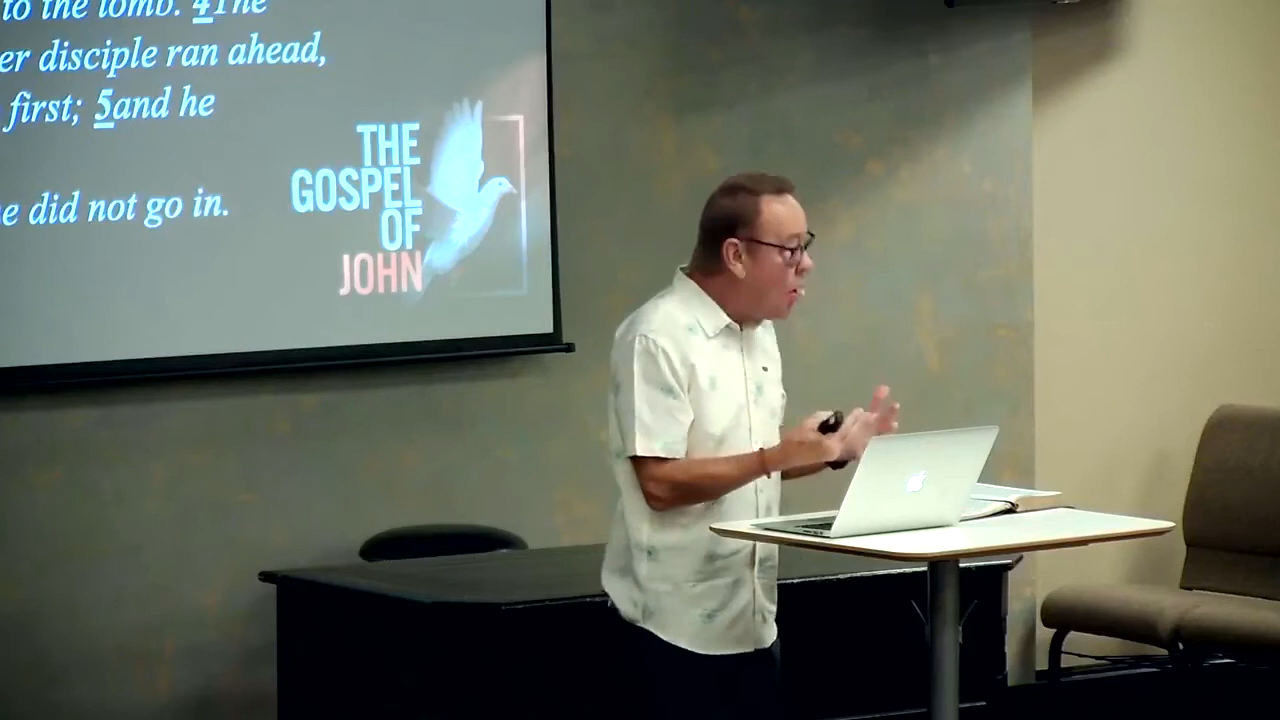 to the tomb. 4The
er disciple ran ahead,
first; 5and he
e did not go in.
THE
GOSPEL
OF
JOHN